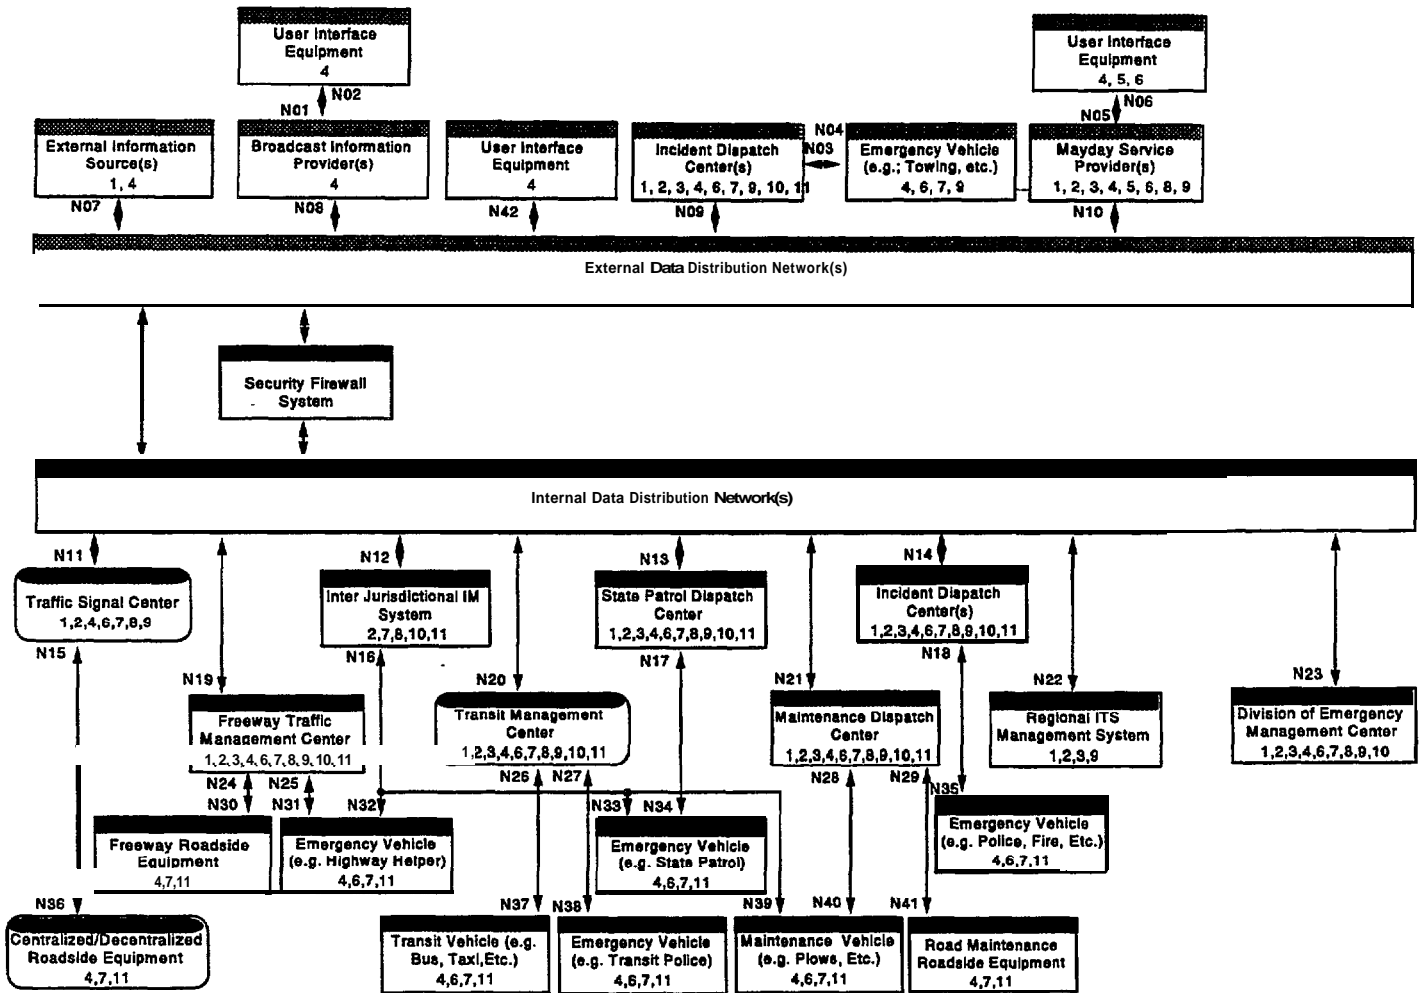 User Interface
Equipment
4
User Interface
Equipment
4, 5, 6
N02
N01
N06
N05
External Information
Source(s)
1, 4
Broadcast Information
Provider(s)
4
User Interface
Equipment
4
Incident Dispatch
Center(s)
1, 2, 3, 4, 6, 7, 9, 10, 11
N04
N03
Emergency Vehicle
(e.g.; Towing, etc.)
4, 6, 7, 9
Mayday Service
Provider(s)
1, 2, 3, 4, 5, 6, 8, 9
N07
N08
N42
N09
N10
External Data Distribution Network(s)
Security Firewall
System
Internal Data Distribution Network(s)
N11
N12
N13
N14
Traffic Signal Center
1,2,4,6,7,8,9
Inter Jurisdictional IM
System
2,7,8,10,11
State Patrol Dispatch
Center
1,2,3,4,6,7,8,9,10,11
Incident Dispatch
Center(s)
1,2,3,4,6,7,8,9,10,11
N15
N16
N17
N18
N19
N20
N21
N22
N23
Freeway Traffic
Management Center
1,2,3,4,6,7,8,9,10,11
Transit Management
Center
1,2,3,4,6,7,8,9,10,11
Maintenance Dispatch
Center
1,2,3,4,6,7,8,9,10,11
Regional ITS
Management System
1,2,3,9
Division of Emergency
Management Center
1,2,3,4,6,7,8,9,10
N24
N25
N26
N27
N28
N29
N30
N31
N32
N33
N34
N35
Freeway Roadside
Equipment
4,7,11
Emergency Vehicle
(e.g. Highway Helper)
4,6,7,11
Emergency Vehicle
(e.g. State Patrol)
4,6,7,11
Emergency Vehicle
(e.g. Police, Fire, Etc.)
4,6,7,11
N36
N37
N38
N39
N40
N41
Centralized/Decentralized
Roadside Equipment
4,7,11
Transit Vehicle (e.g.
Bus, Taxi,Etc.)
4,6,7,11
Emergency Vehicle
(e.g. Transit Police)
4,6,7,11
Maintenance Vehicle
(e.g. Plows, Etc.)
4,6,7,11
Road Maintenance
Roadside Equipment
4,7,11